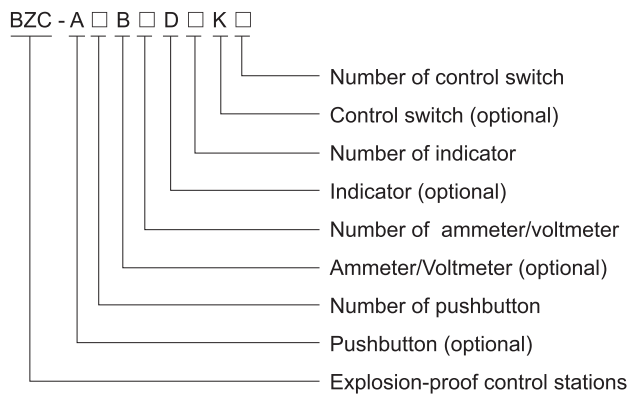 BZC - A □ B □ D □ K □
Number of control switch
Control switch (optional)
Number of indicator
Indicator (optional)
Number of ammeter/voltmeter
Ammeter/Voltmeter (optional)
Number of pushbutton
Pushbutton (optional)
Explosion-proof control stations